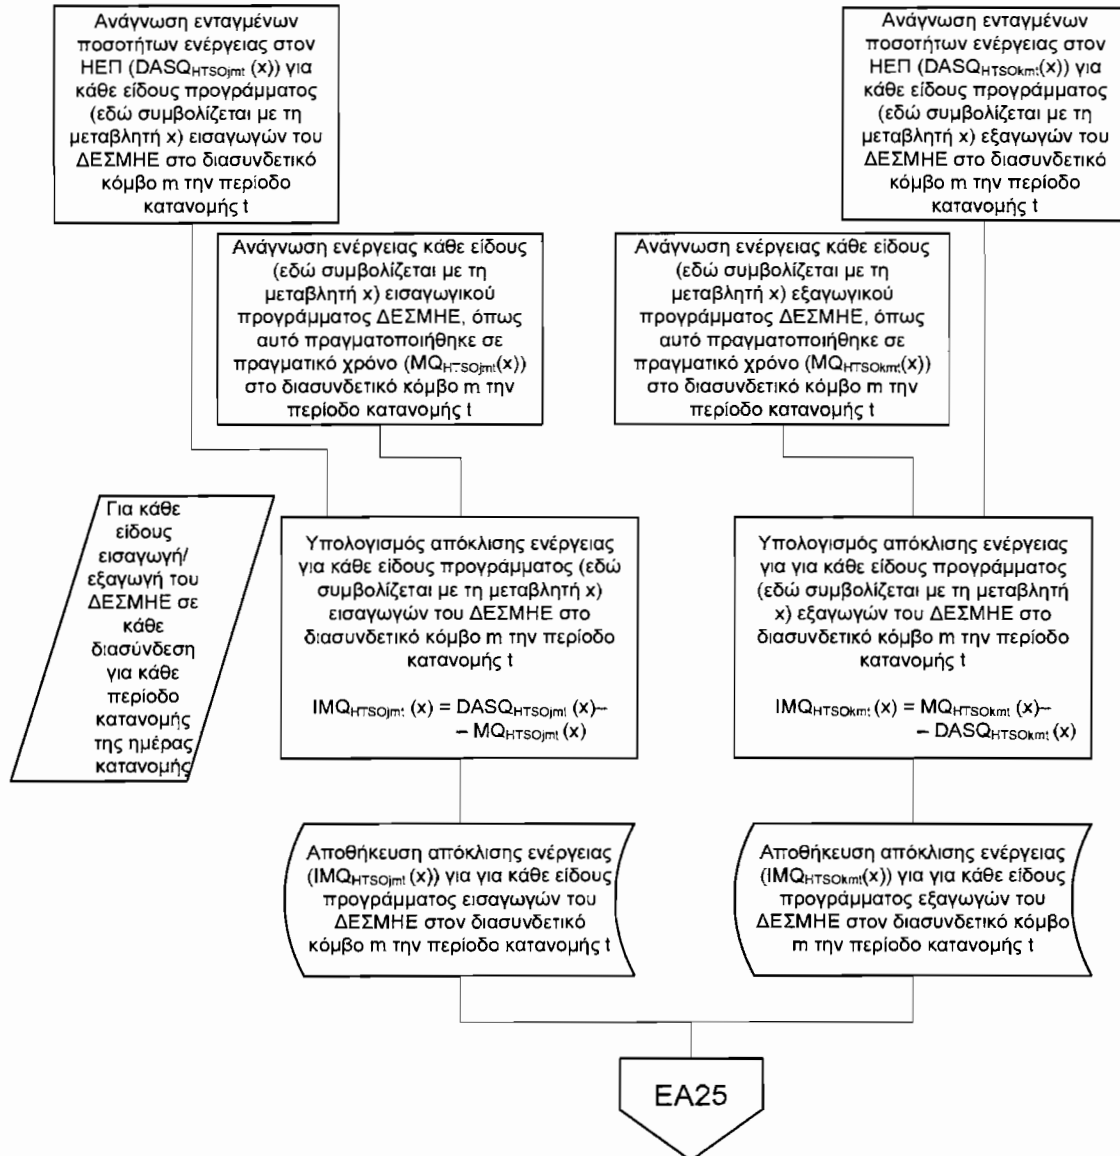 Ανάγνωση ενταγμένων
ποσοτήτων ενέργειας στον
ΗΕΠ (DASQHTSOjmt (x)) για
κάθε είδους προγράμματος
(εδώ συμβολίζεται με τη
μεταβλητή x) εισαγωγών του
ΔΕΣΜΗΕ στο διασυνδετικό
κόμβο m την περίοδο
κατανομής t
Ανάγνωση ενταγμένων
ποσοτήτων ενέργειας στον
ΗΕΠ (DASQHTSOkmt(x)) για
κάθε είδους προγράμματος
(εδώ συμβολίζεται με τη
μεταβλητή x) εξαγωγών του
ΔΕΣΜΗΕ στο διασυνδετικό
κόμβο m την περίοδο
κατανομής t
Ανάγνωση ενέργειας κάθε είδους
(εδώ συμβολίζεται με τη
μεταβλητή x) εισαγωγικού
προγράμματος ΔΕΣΜΗΕ, όπως
αυτό πραγματοποιήθηκε σε
πραγματικό χρόνο (MQHTSOjmt(x))
στο διασυνδετικό κόμβο m την
περίοδο κατανομής t
Ανάγνωση ενέργειας κάθε είδους
(εδώ συμβολίζεται με τη
μεταβλητή x) εξαγωγικού
προγράμματος ΔΕΣΜΗΕ, όπως
αυτό πραγματοποιήθηκε σε
πραγματικό χρόνο (MQHTSOkmt(x))
στο διασυνδετικό κόμβο m την
περίοδο κατανομής t
Για κάθε
είδους
εισαγωγή/
εξαγωγή του
ΔΕΣΜΗΕ σε
κάθε
διασύνδεση
για κάθε
περίοδο
κατανομής
της ημέρας
κατανομής
Υπολογισμός απόκλισης ενέργειας
για κάθε είδους προγράμματος (εδώ
συμβολίζεται με τη μεταβλητή x)
εισαγωγών του ΔΕΣΜΗΕ στο
διασυνδετικό κόμβο m την περίοδο
κατανομής t
IMQHTSOjmt (x) = DASQHTSOjmt (x)–
– MQHTSOjmt (x)
Υπολογισμός απόκλισης ενέργειας
για για κάθε είδους προγράμματος
(εδώ συμβολίζεται με τη μεταβλητή
x) εξαγωγών του ΔΕΣΜΗΕ στο
διασυνδετικό κόμβο m την περίοδο
κατανομής t
IMQHTSOkmt (x) = MQHTSOkmt (x)–
– DASQHTSOkmt (x)
Αποθήκευση απόκλισης ενέργειας
(IMQHTSOjmt (x)) για για κάθε είδους
προγράμματος εισαγωγών του
ΔΕΣΜΗΕ στον διασυνδετικό
κόμβο m την περίοδο κατανομής t
Αποθήκευση απόκλισης ενέργειας
(IMQHTSOkmt(x)) για για κάθε είδους
προγράμματος εξαγωγών του
ΔΕΣΜΗΕ στον διασυνδετικό κόμβο
m την περίοδο κατανομής t
ΕΑ25